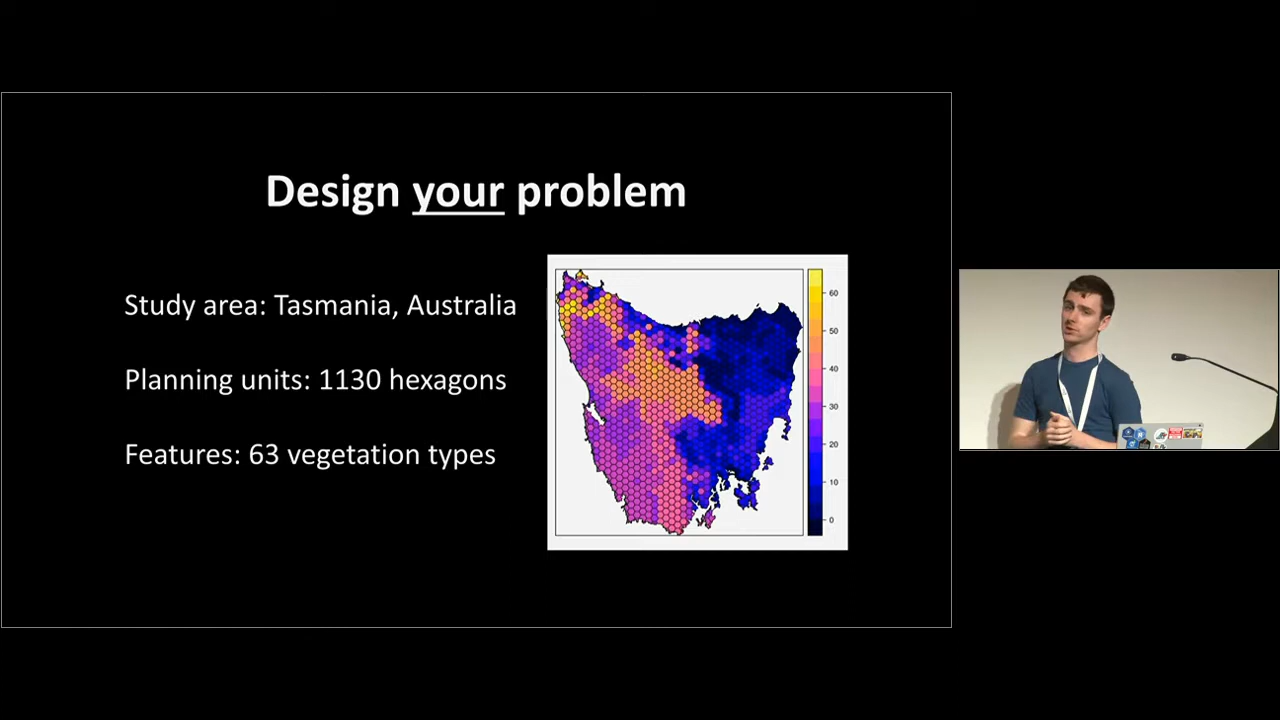 Design your problem
Study area: Tasmania, Australia
Planning units: 1130 hexagons
Features: 63 vegetation types
60
50
40
30
20
10
0